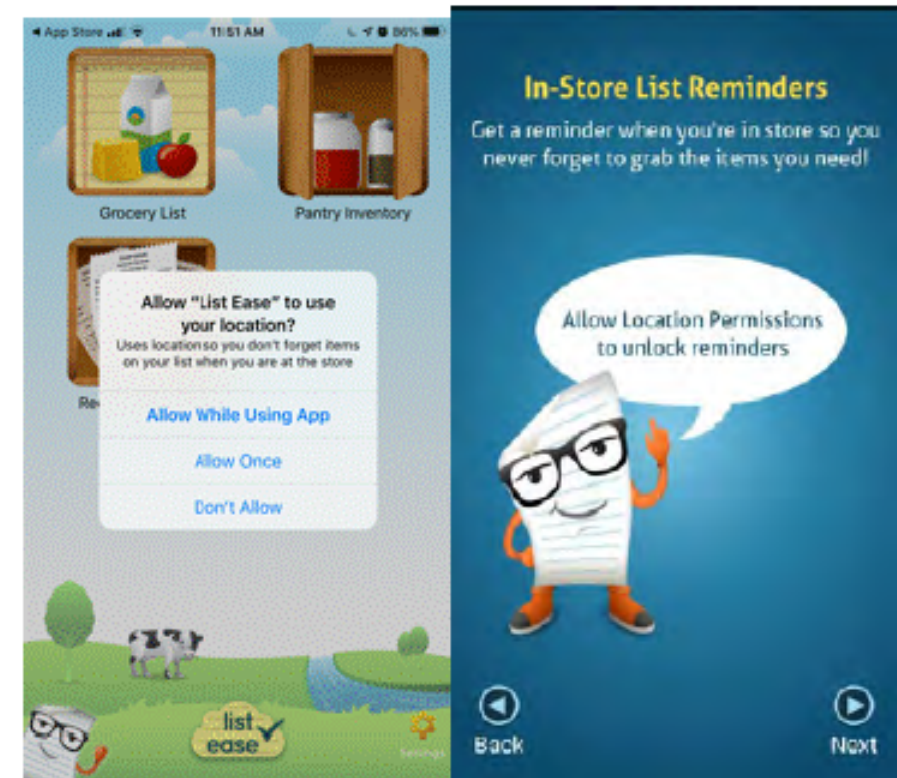 App Store
11:51 AM
86%
Grocery List
Pantry Inventory
Allow "List Ease" to use
your location?
Uses location so you don't forget items
on your list when you are at the store
Allow While Using App
Allow Once
Don't Allow
list
ease
Settings
In-Store List Reminders
Get a reminder when you're in store so you
never forget to grab the items you need!
Allow Location Permissions
to unlock reminders
Back
Next